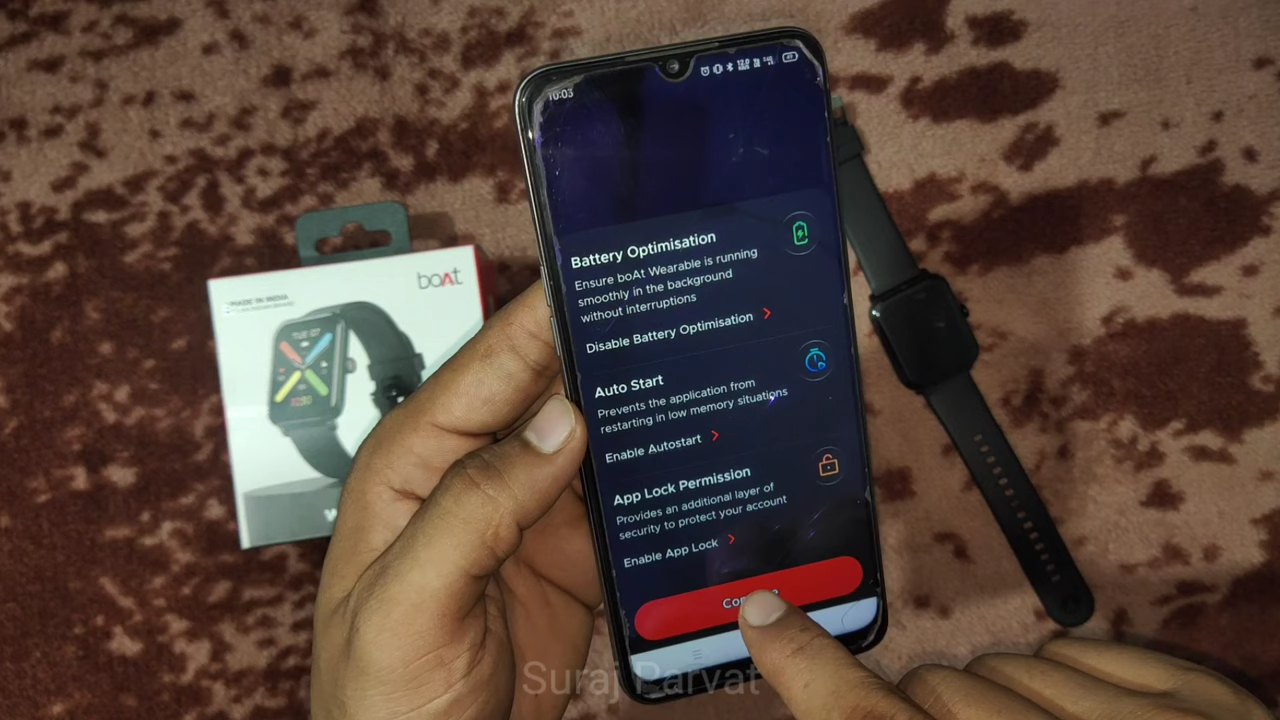 10:03
Battery Optimisation
Ensure boAt Wearable is running
smoothly in the background
without interruptions
Disable Battery Optimisation
Auto Start
Prevents the application from
restarting in low memory situations
Enable Autostart
App Lock Permission
Provides an additional layer of
security to protect your account
Enable App Lock
boAt
MADE IN INDIA
Suraj Parvat